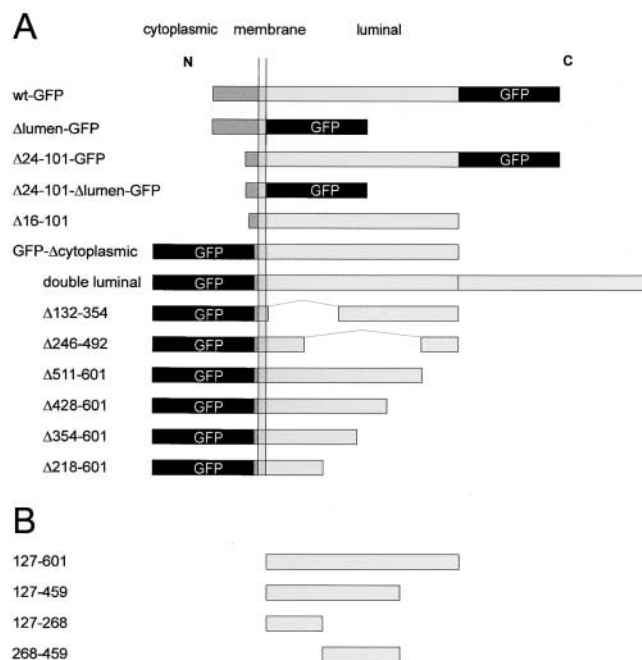 A
cytoplasmic membrane luminal
N C
wt-GFP GFP
Δlumen-GFP GFP
Δ24-101-GFP GFP
Δ24-101-Δlumen-GFP GFP
Δ16-101
GFP-Δcytoplasmic GFP
double luminal GFP
Δ132-354 GFP
Δ246-492 GFP
Δ511-601 GFP
Δ428-601 GFP
Δ354-601 GFP
Δ218-601 GFP
B
127-601
127-459
127-268
268-459